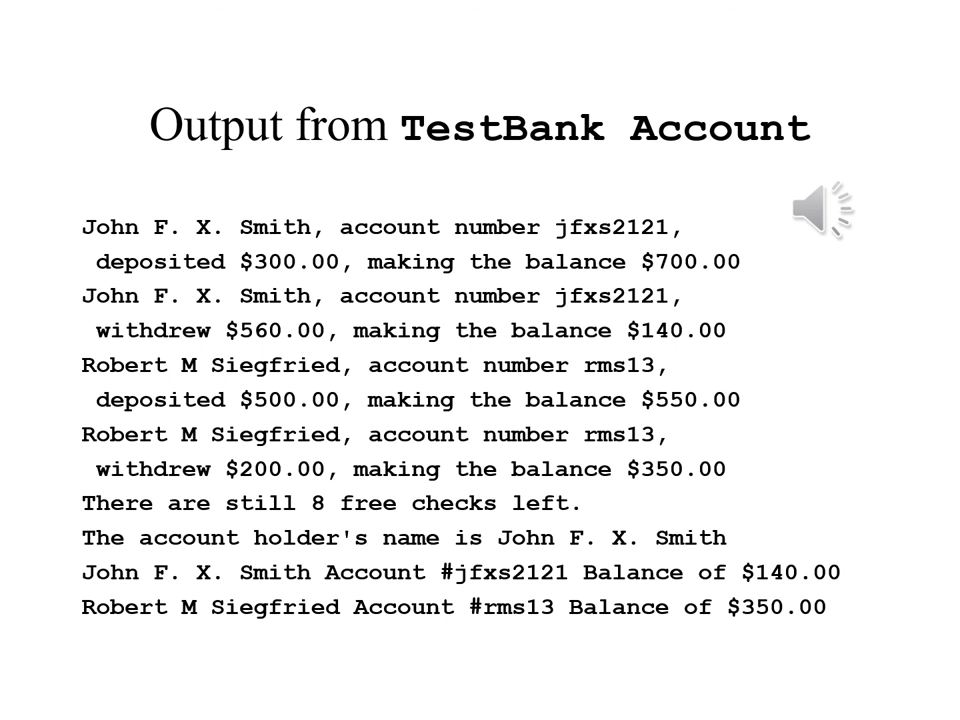 Output from TestBank Account
John F. X. Smith, account number jfxs2121,
deposited $300.00, making the balance $700.00
John F. X. Smith, account number jfxs2121,
withdrew $560.00, making the balance $140.00
Robert M Siegfried, account number rms13,
deposited $500.00, making the balance $550.00
Robert M Siegfried, account number rms13,
withdrew $200.00, making the balance $350.00
There are still 8 free checks left.
The account holder's name is John F. X. Smith
John F. X. Smith Account #jfxs2121 Balance of $140.00
Robert M Siegfried Account #rms13 Balance of $350.00